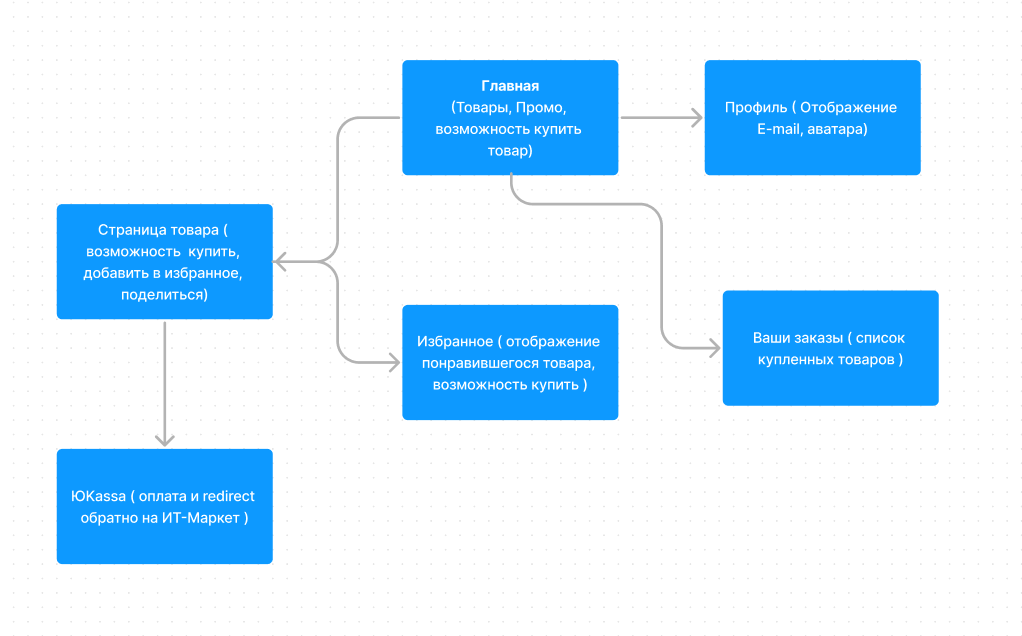 Главная
(Товары, Промо,
возможность купить
товар)
Профиль ( Отображение
E-mail, аватара)
Страница товара (
возможность  купить,
добавить в избранное,
поделиться)
Избранное ( отображение
понравившегося товара,
возможность купить )
Ваши заказы ( список
купленных товаров )
ЮKassa ( оплата и redirect
обратно на ИТ-Маркет )